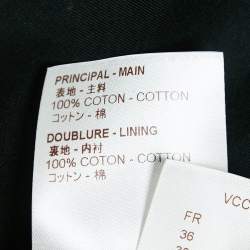 PRINCIPAL - MAIN
表地 - 主料
100% COTON - COTTON
コットン - 棉
DOUBLURE - LINING
裏地 - 内衬
100% COTON - COTTON
コットン - 棉
VCC
FR
36